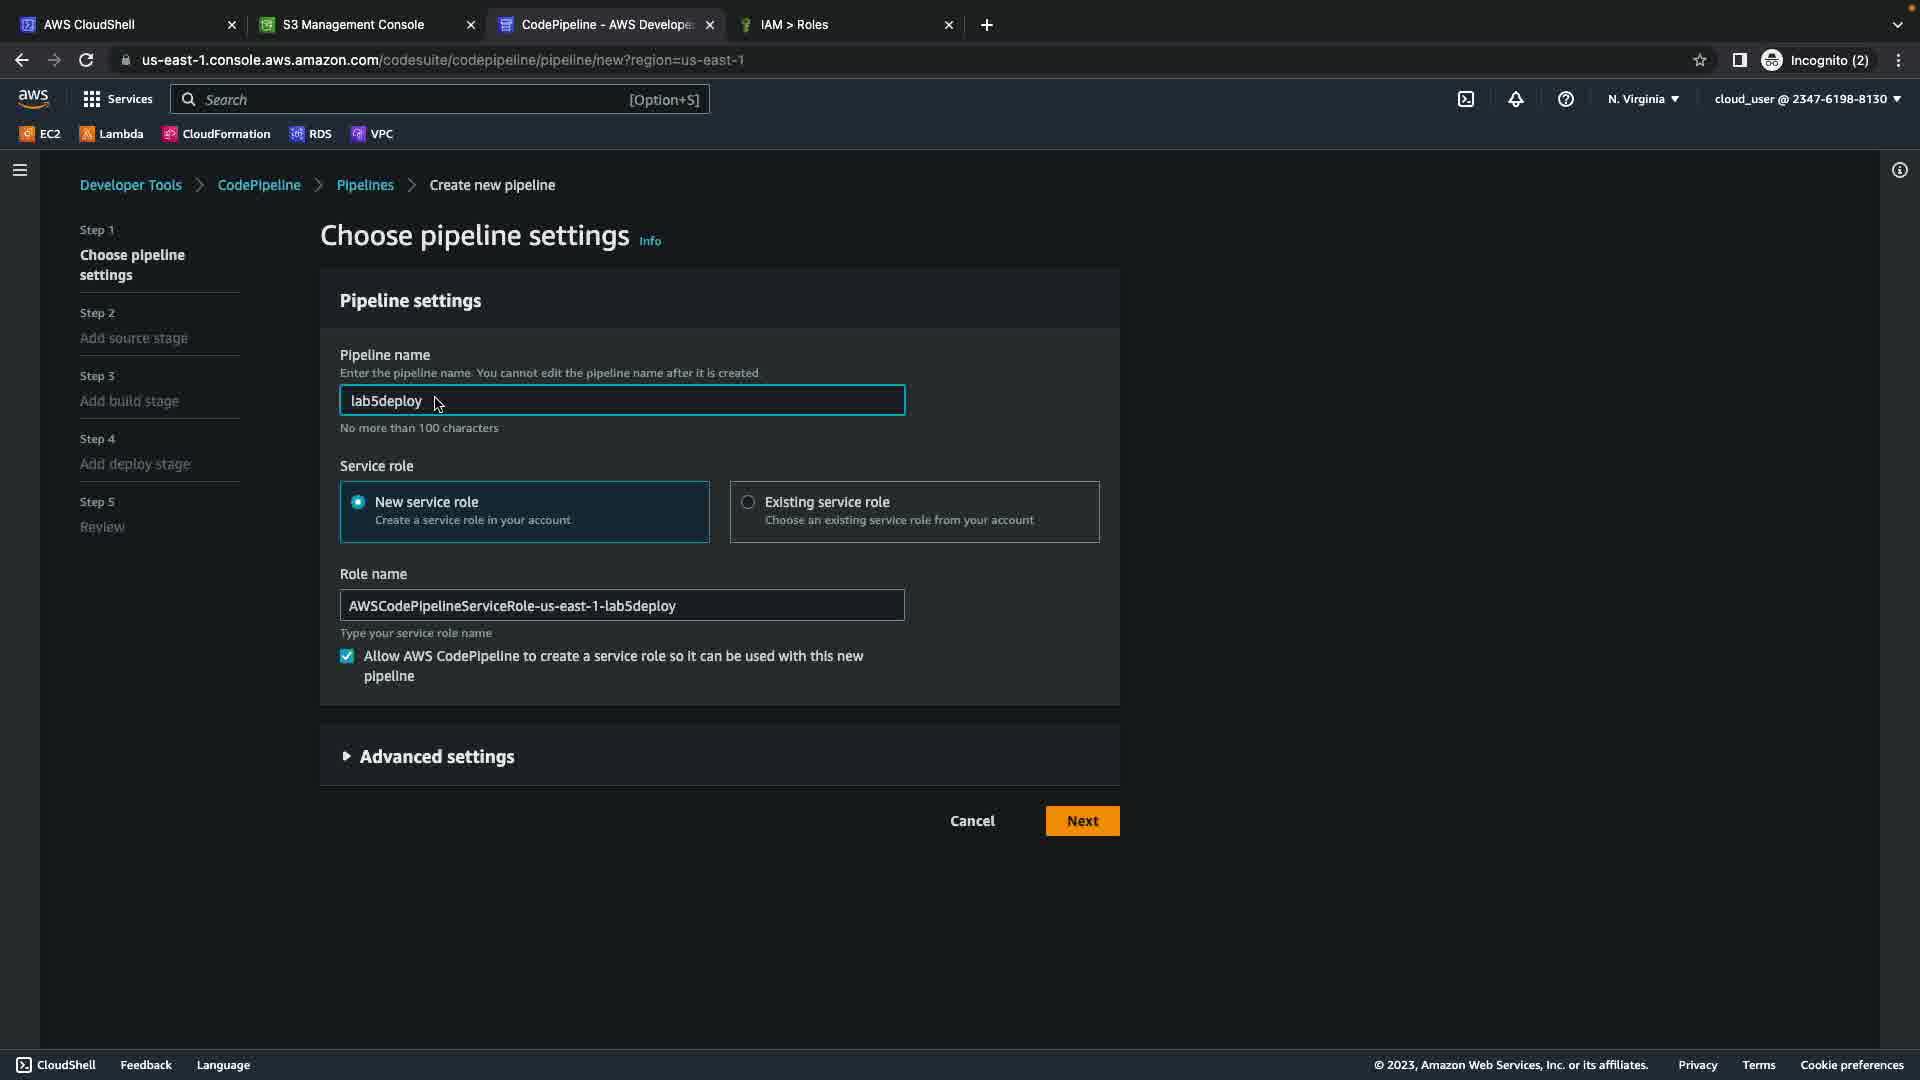 AWS CloudShell
S3 Management Console
CodePipeline - AWS Develope
IAM > Roles
us-east-1.console.aws.amazon.com/codesuite/codepipeline/pipeline/new?region=us-east-1
Incognito (2)
aws
Services
Search
[Option+S]
N. Virginia
cloud_user @ 2347-6198-8130
EC2
Lambda
CloudFormation
RDS
VPC
Developer Tools
CodePipeline
Pipelines
Create new pipeline
Step 1
Choose pipeline
settings
Step 2
Add source stage
Step 3
Add build stage
Step 4
Add deploy stage
Step 5
Review
Choose pipeline settings
Info
Pipeline settings
Pipeline name
Enter the pipeline name. You cannot edit the pipeline name after it is created.
lab5deploy
No more than 100 characters
Service role
New service role
Create a service role in your account
Existing service role
Choose an existing service role from your account
Role name
AWSCodePipelineServiceRole-us-east-1-lab5deploy
Type your service role name
Allow AWS CodePipeline to create a service role so it can be used with this new
pipeline
Advanced settings
Cancel
Next
CloudShell
Feedback
Language
© 2023, Amazon Web Services, Inc. or its affiliates.
Privacy
Terms
Cookie preferences